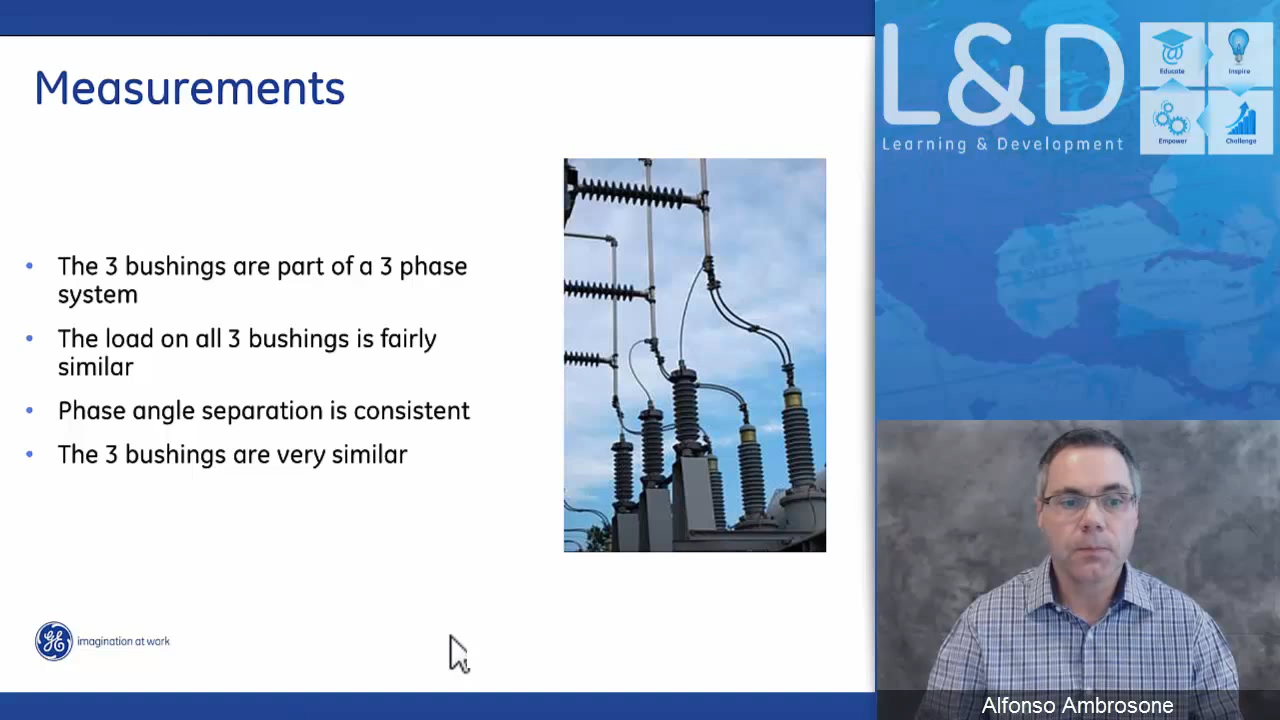 Measurements
The 3 bushings are part of a 3 phase
system
The load on all 3 bushings is fairly
similar
Phase angle separation is consistent
The 3 bushings are very similar
GE
imagination at work
L&D
Learning & Development
Educate
Inspire
Empower
Challenge
Alfonso Ambrosone